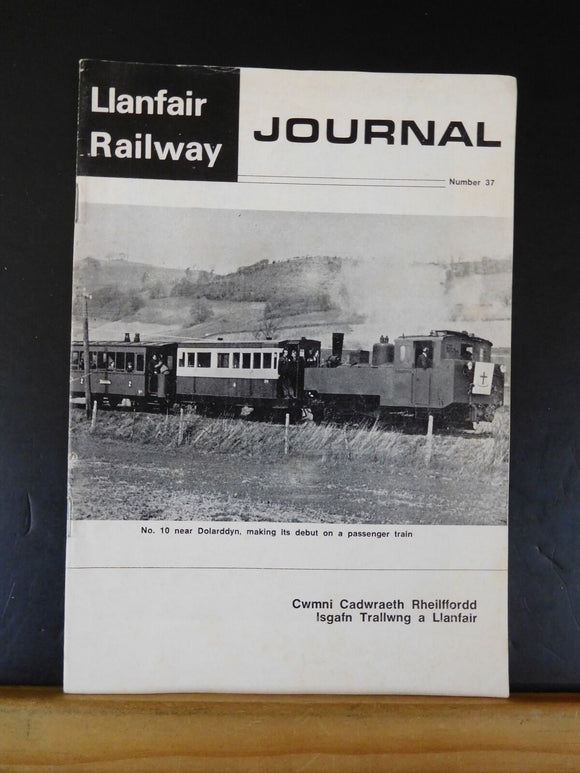 Llanfair
Railway
JOURNAL
Number 37
No. 10 near Dolarddyn, making its debut on a passenger train
Cwmni Cadwraeth Rheilffordd
Isgafn Trallwng a Llanfair